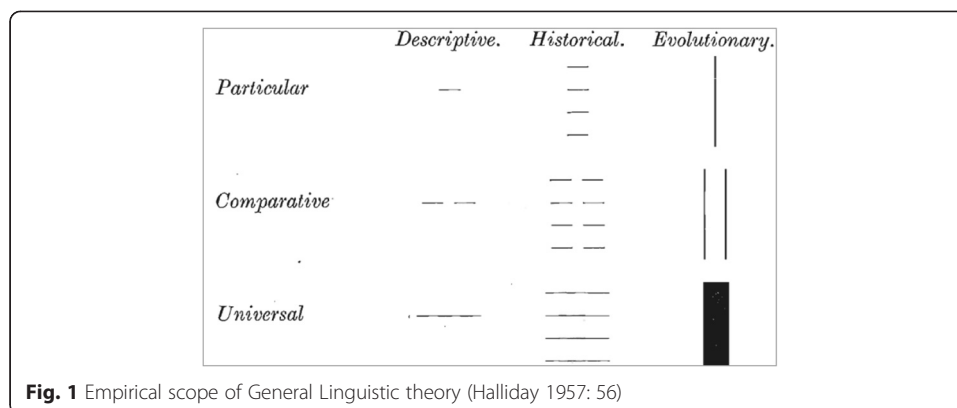 Descriptive. Historical. Evolutionary.
Particular
Comparative
Universal
Fig. 1 Empirical scope of General Linguistic theory (Halliday 1957: 56)